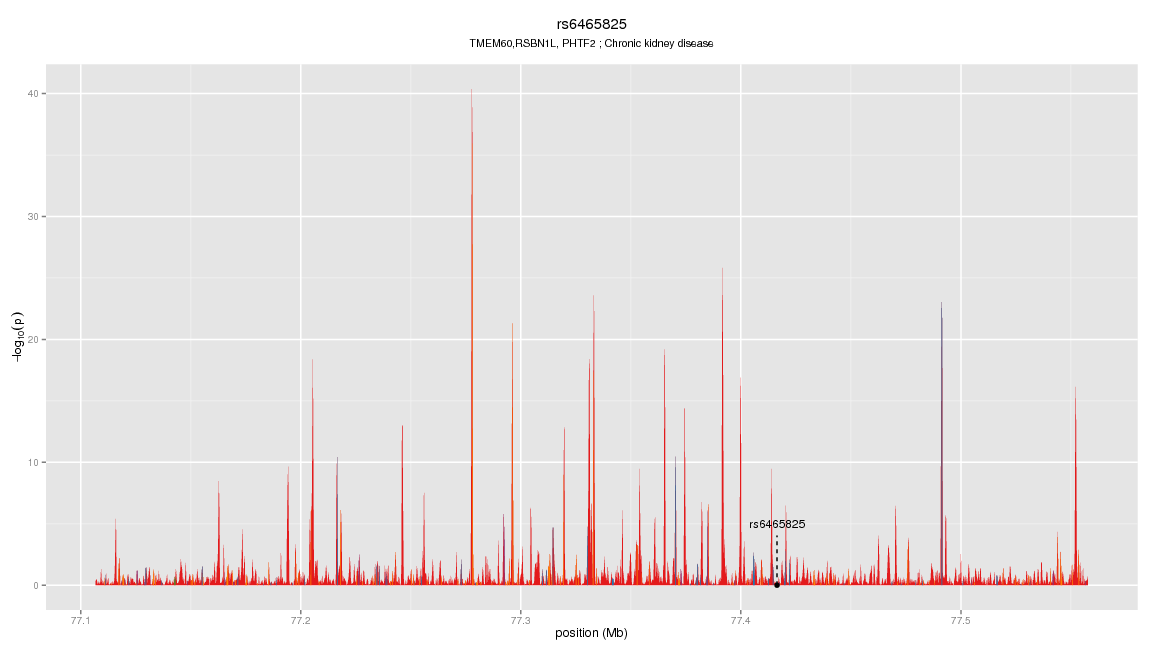 rs6465825
TMEM60,RSBN1L, PHTF2 ; Chronic kidney disease
−log10(p)
40
30
20
10
0
rs6465825
77.1 77.2 77.3 77.4 77.5
position (Mb)